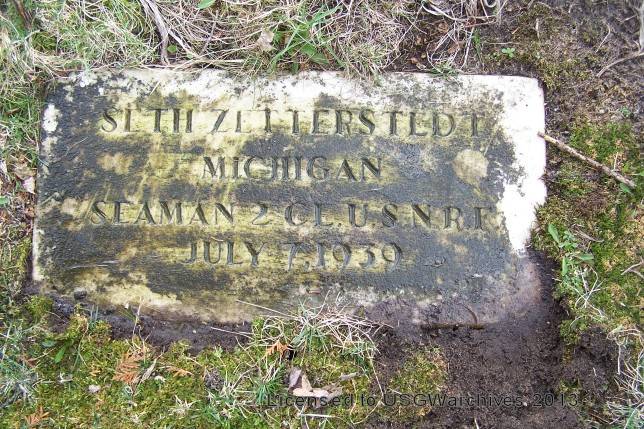 SETH ZETTERSTEDT
MICHIGAN
SEAMAN 2 CL. U.S.N.R.F.
JULY 7, 1939
Licensed to USGWarchives 2013